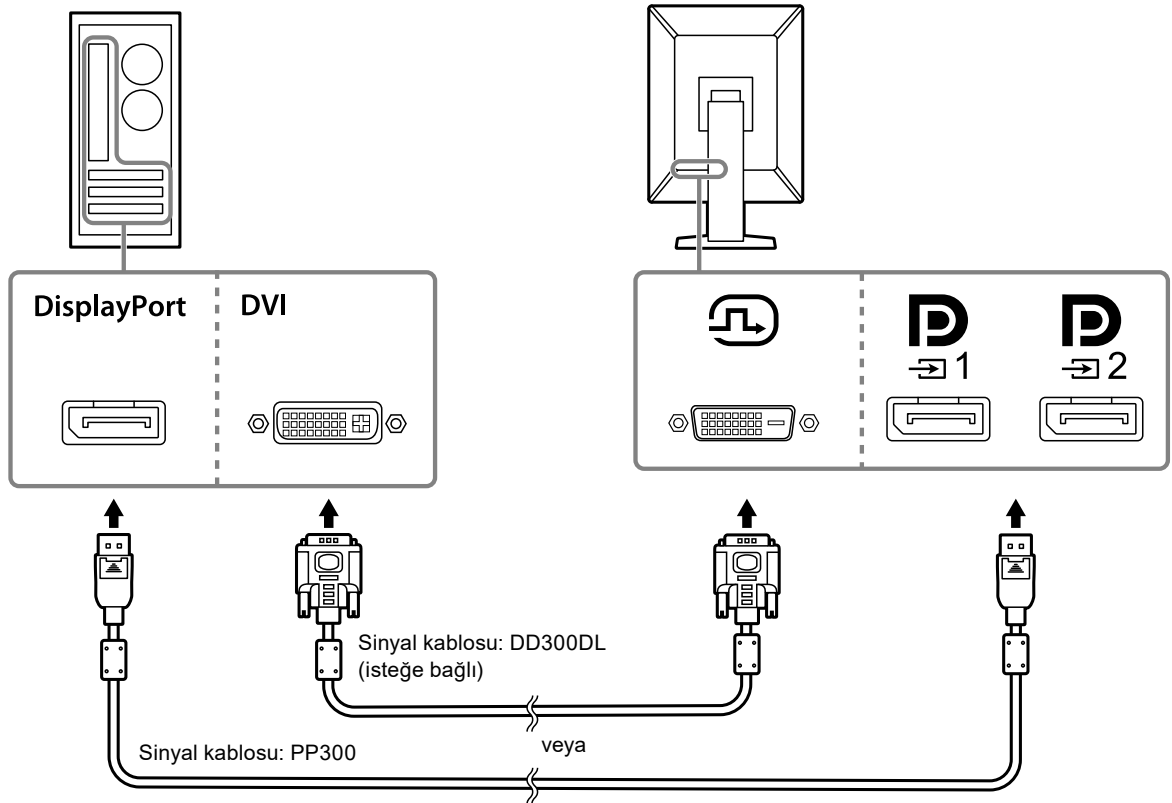 DisplayPort
DVI
1
2
Sinyal kablosu: DD300DL
(isteğe bağlı)
veya
Sinyal kablosu: PP300